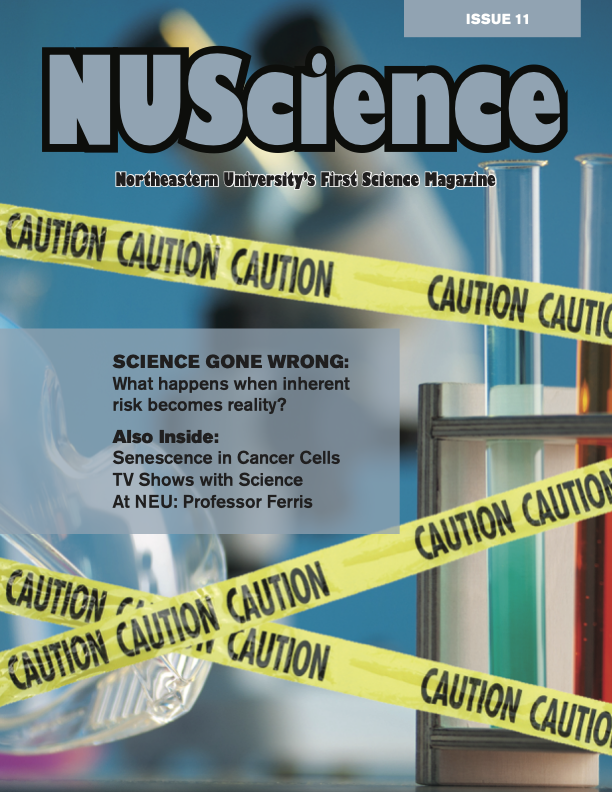 ISSUE 11
NUScience
Northeastern University's First Science Magazine
CAUTION CAUTION CAUTION CAUTION CAUTIO
SCIENCE GONE WRONG:
What happens when inherent
risk becomes reality?
Also Inside:
Senescence in Cancer Cells
TV Shows with Science
At NEU: Professor Ferris
CAUTION CAUTION CAUTION CAUTION CAUTION
CAUTION CAUTION CAUTION CAUTIO